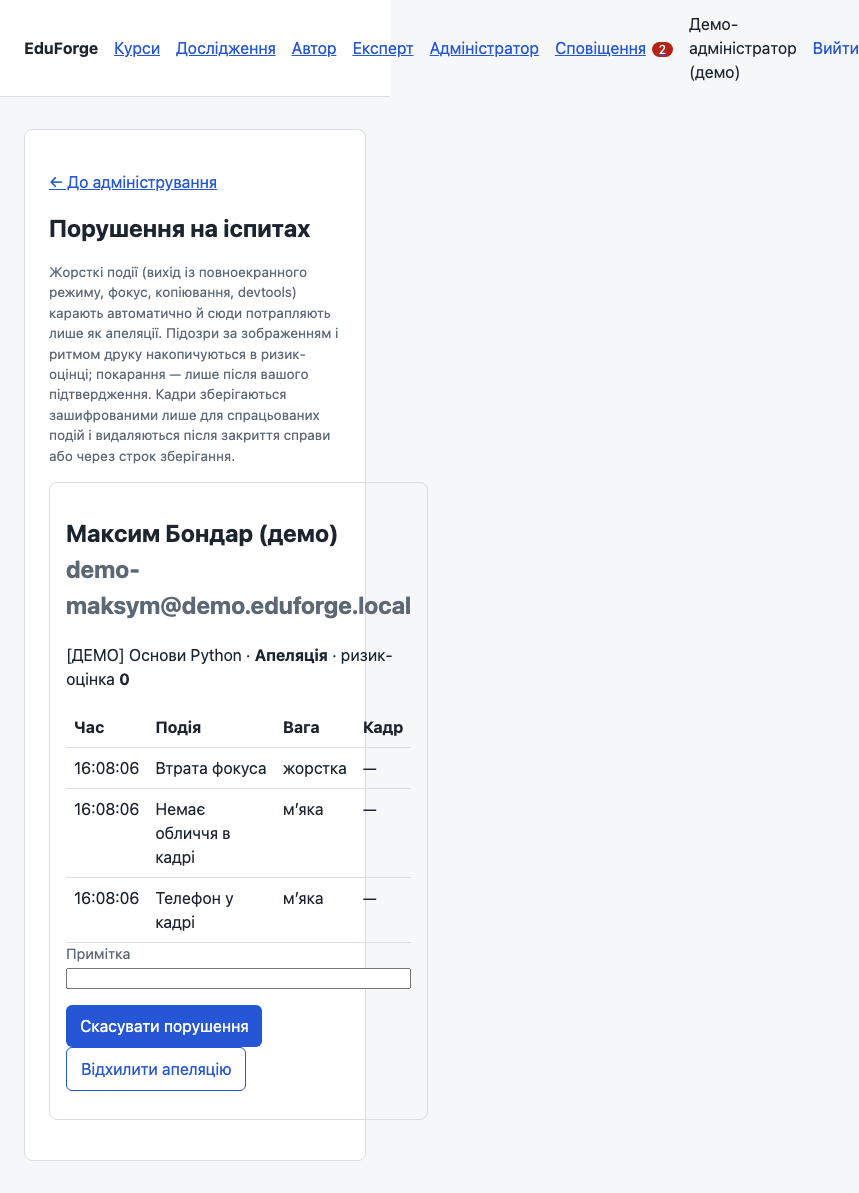 EduForge Курси Дослідження Автор Експерт Адміністратор Сповіщення 2 Демо-адміністратор (демо) Вийти
← До адміністрування
Порушення на іспитах
Жорсткі події (вихід із повноекранного
режиму, фокус, копіювання, devtools)
карають автоматично й сюди потрапляють
лише як апеляції. Підозри за зображенням і
ритмом друку накопичуються в ризик-
оцінці; покарання — лише після вашого
підтвердження. Кадри зберігаються
зашифрованими лише для спрацьованих
подій і видаляються після закриття справи
або через строк зберігання.
Максим Бондар (демо)
demo-
maksym@demo.eduforge.local
[ДЕМО] Основи Python · Апеляція · ризик-
оцінка 0
Час Подія Вага Кадр
16:08:06 Втрата фокуса жорстка —
16:08:06 Немає обличчя в кадрі м’яка —
16:08:06 Телефон у кадрі м’яка —
Примітка
Скасувати порушення
Відхилити апеляцію